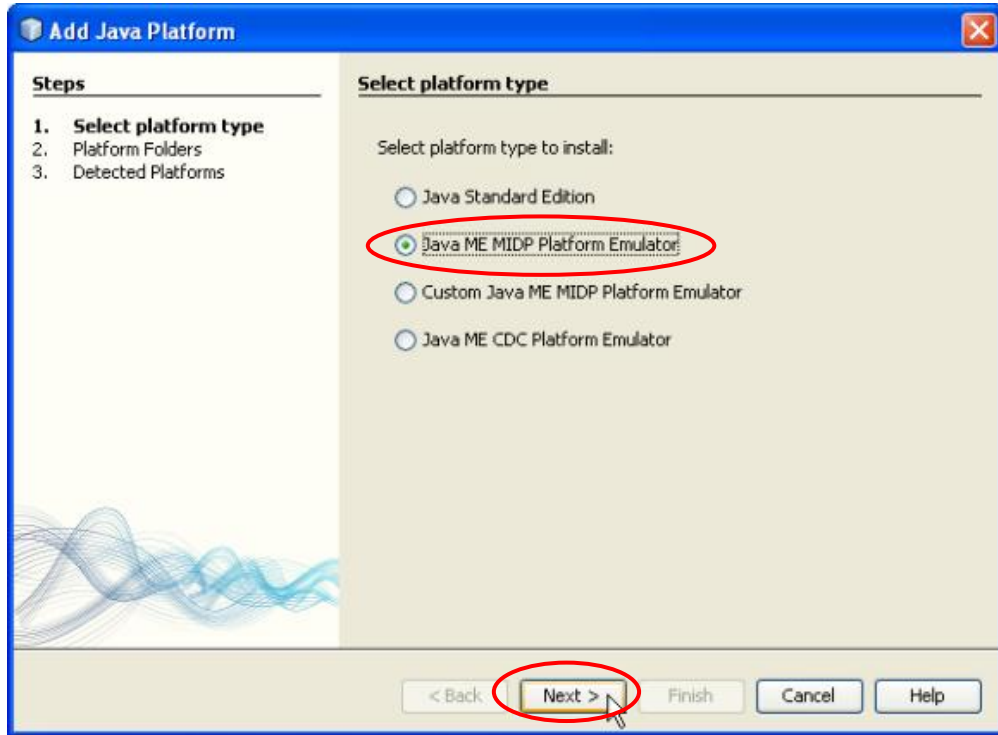 Add Java Platform
Steps
1. Select platform type
2. Platform Folders
3. Detected Platforms
Select platform type
Select platform type to install:
Java Standard Edition
Java ME MIDP Platform Emulator
Custom Java ME MIDP Platform Emulator
Java ME CDC Platform Emulator
< Back Next > Finish Cancel Help